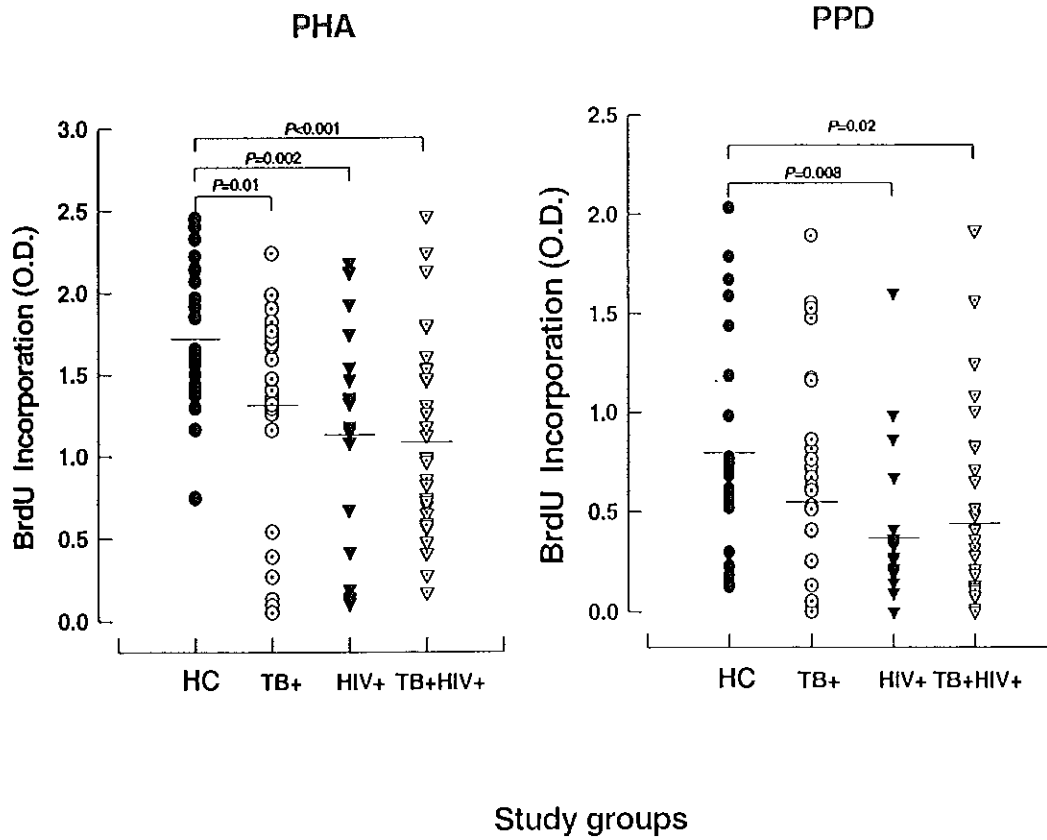 PHA
BrdU Incorporation (O.D.)
3.0
2.5
2.0
1.5
1.0
0.5
0.0
P<0.001
P=0.002
P=0.01
HC
TB+
HIV+
TB+HIV+
PPD
BrdU Incorporation (O.D.)
2.5
2.0
1.5
1.0
0.5
0.0
P=0.02
P=0.008
HC
TB+
HIV+
TB+HIV+
Study groups